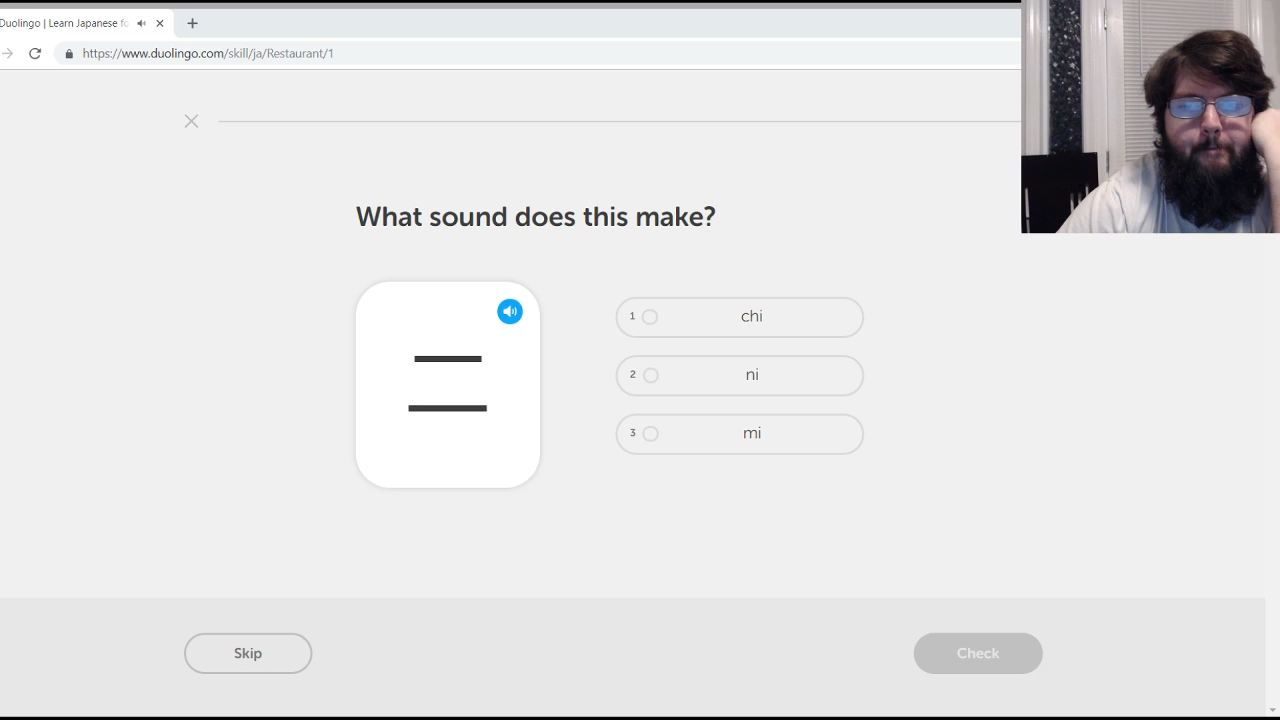 Duolingo | Learn Japanese fo
https://www.duolingo.com/skill/ja/Restaurant/1
What sound does this make?
ニ
1 chi
2 ni
3 mi
Skip
Check